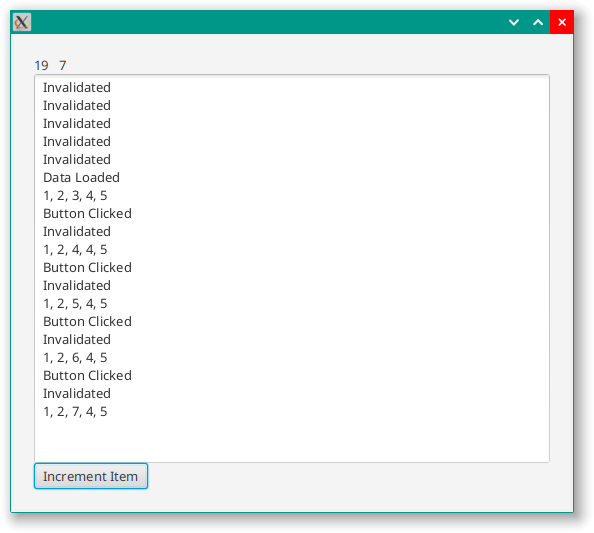 19 7
Invalidated
Invalidated
Invalidated
Invalidated
Invalidated
Data Loaded
1, 2, 3, 4, 5
Button Clicked
Invalidated
1, 2, 4, 4, 5
Button Clicked
Invalidated
1, 2, 5, 4, 5
Button Clicked
Invalidated
1, 2, 6, 4, 5
Button Clicked
Invalidated
1, 2, 7, 4, 5
Increment Item